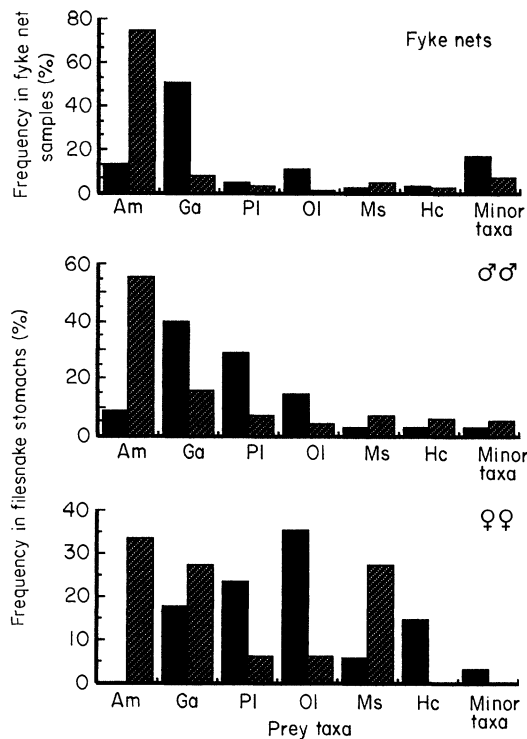 Frequency in fyke net
samples (%)
Fyke nets
80
60
40
20
0
Am Ga Pl Ol Ms Hc Minor
taxa
Frequency in filesnake stomachs (%)
♂♂
60
40
20
0
Am Ga Pl Ol Ms Hc Minor
taxa
♀♀
40
30
20
10
0
Am Ga Pl Ol Ms Hc Minor
taxa
Prey taxa